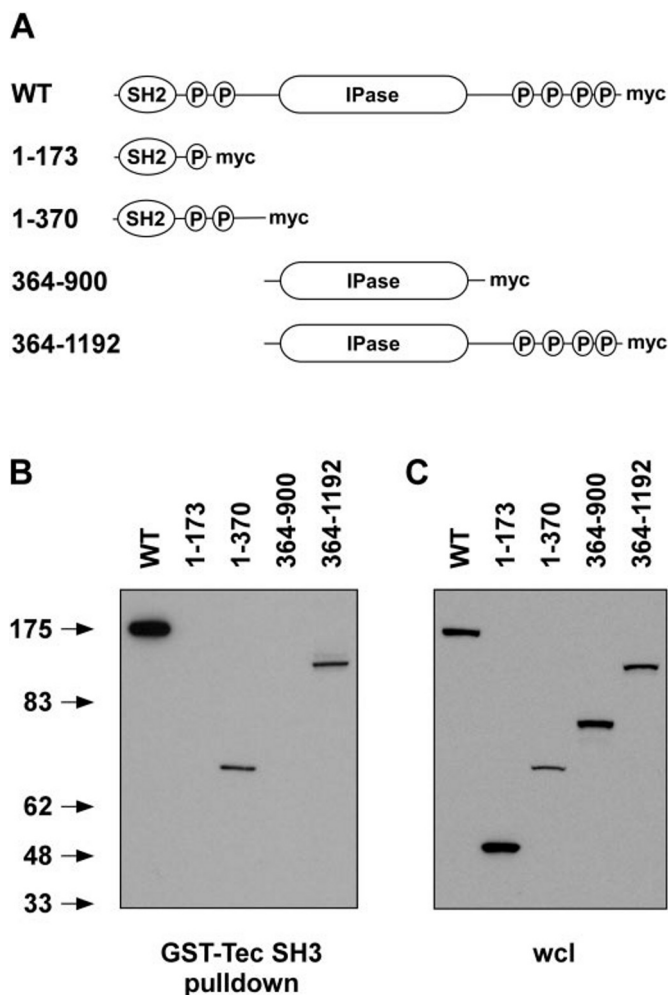 A
WT SH2 P P IPase P P P P myc
1-173 SH2 P myc
1-370 SH2 P P myc
364-900 IPase myc
364-1192 IPase P P P P myc
B
WT
1-173
1-370
364-900
364-1192
C
WT
1-173
1-370
364-900
364-1192
175
83
62
48
33
GST-Tec SH3
pulldown
wcl